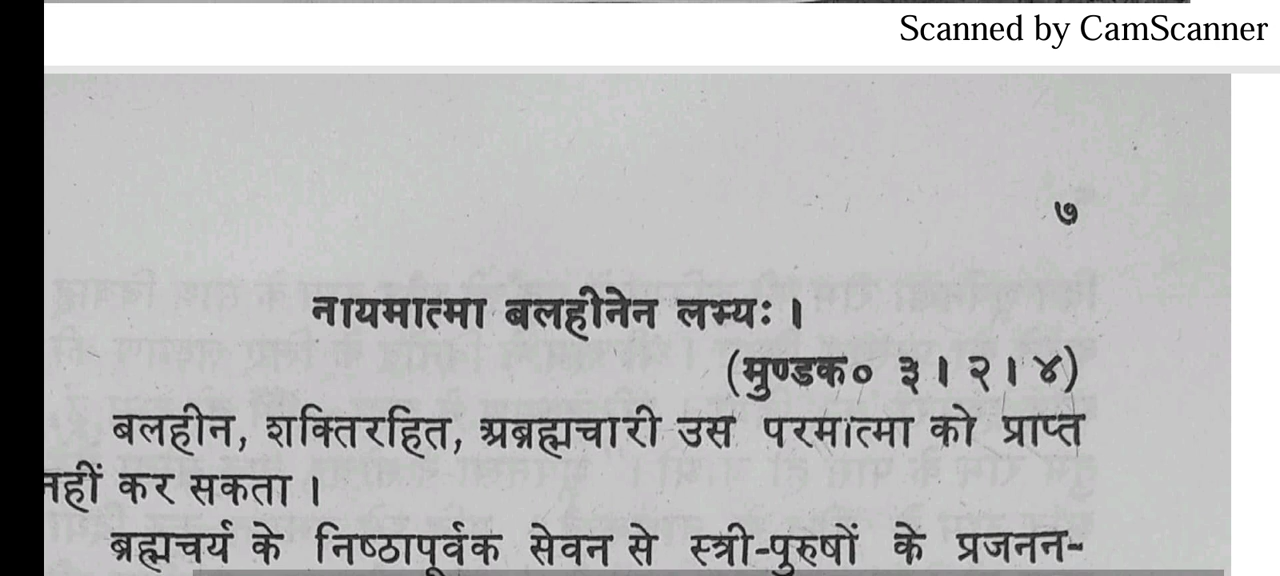 Scanned by CamScanner
७
नायमात्मा बलहीनेन लभ्यः ।
(मुण्डक० ३ । २ । ४)
बलहीन, शक्तिरहित, अब्रह्मचारी उस परमात्मा को प्राप्त
नहीं कर सकता ।
ब्रह्मचर्य के निष्ठापूर्वक सेवन से स्त्री-पुरुषों के प्रजनन-